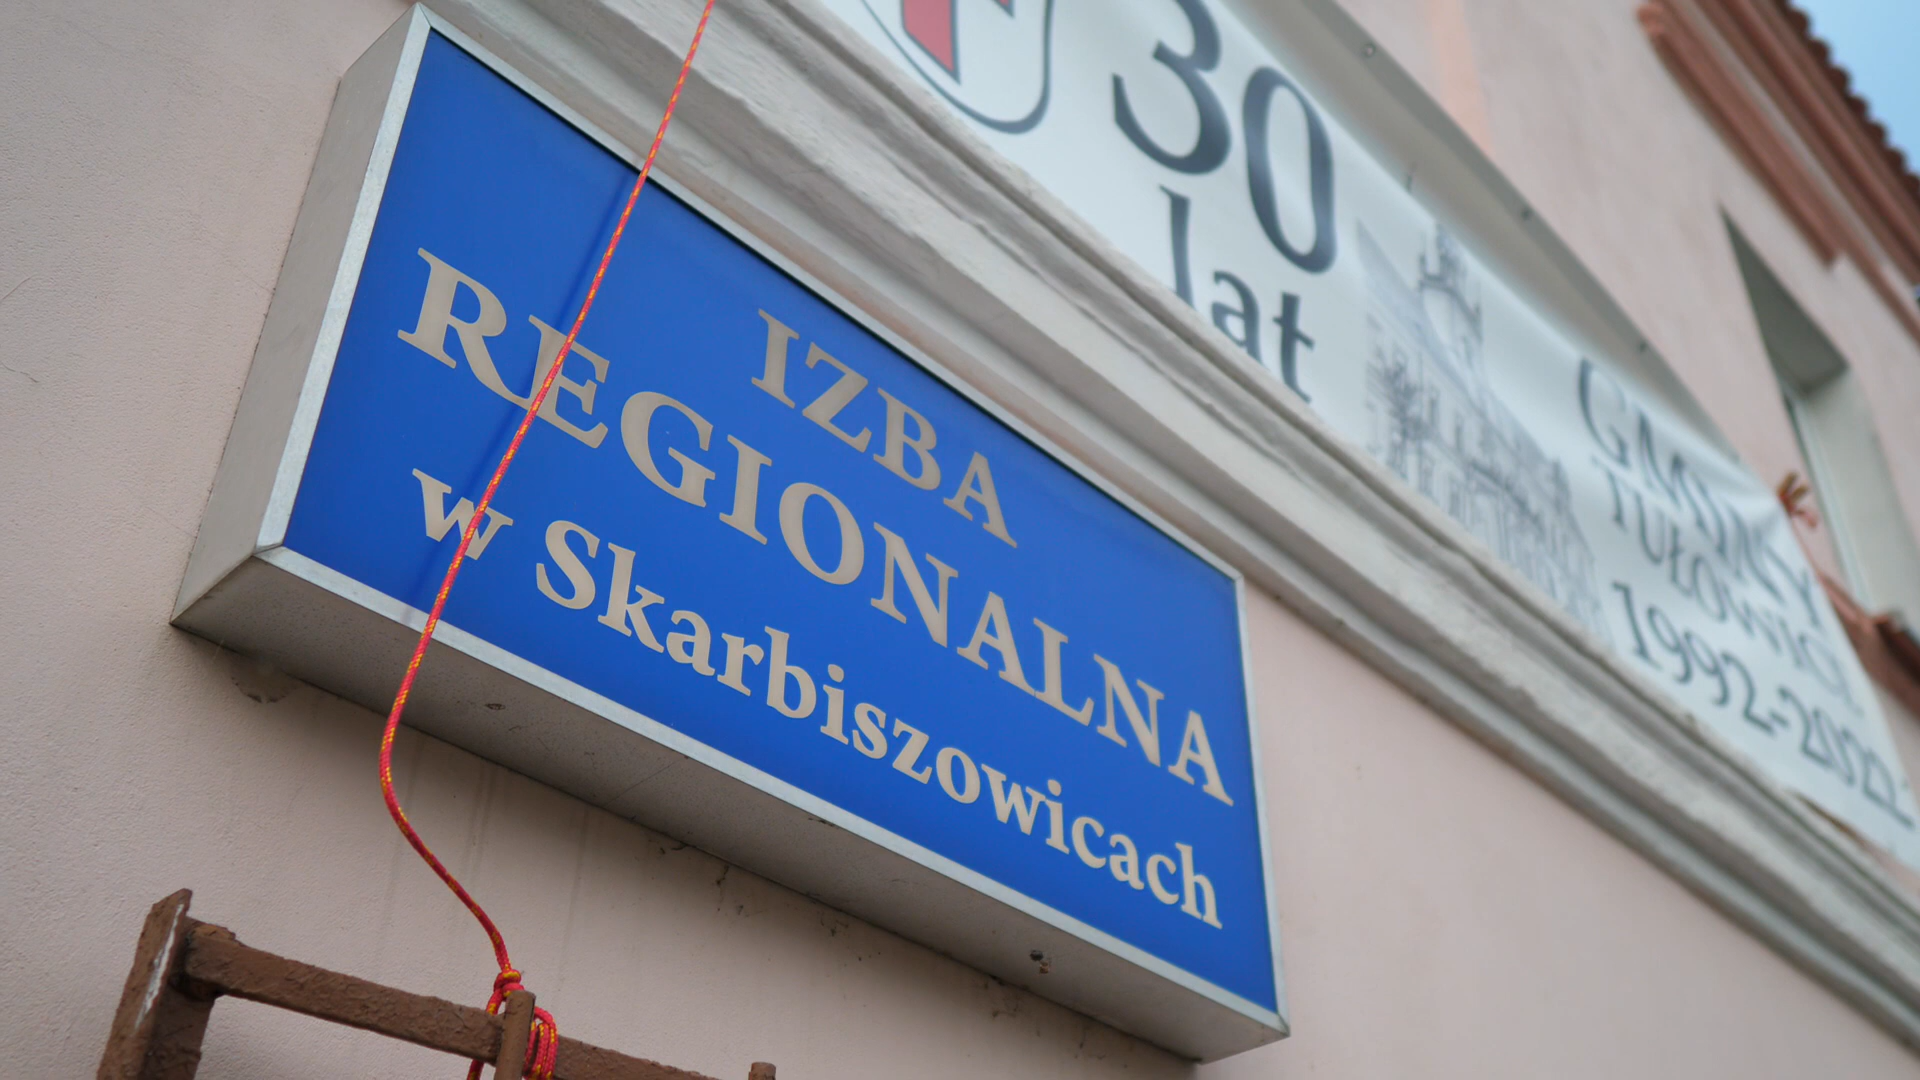 IZBA
REGIONALNA
w Skarbiszowicach
30
lat
GMINY
TUŁOWICE
1992-2022